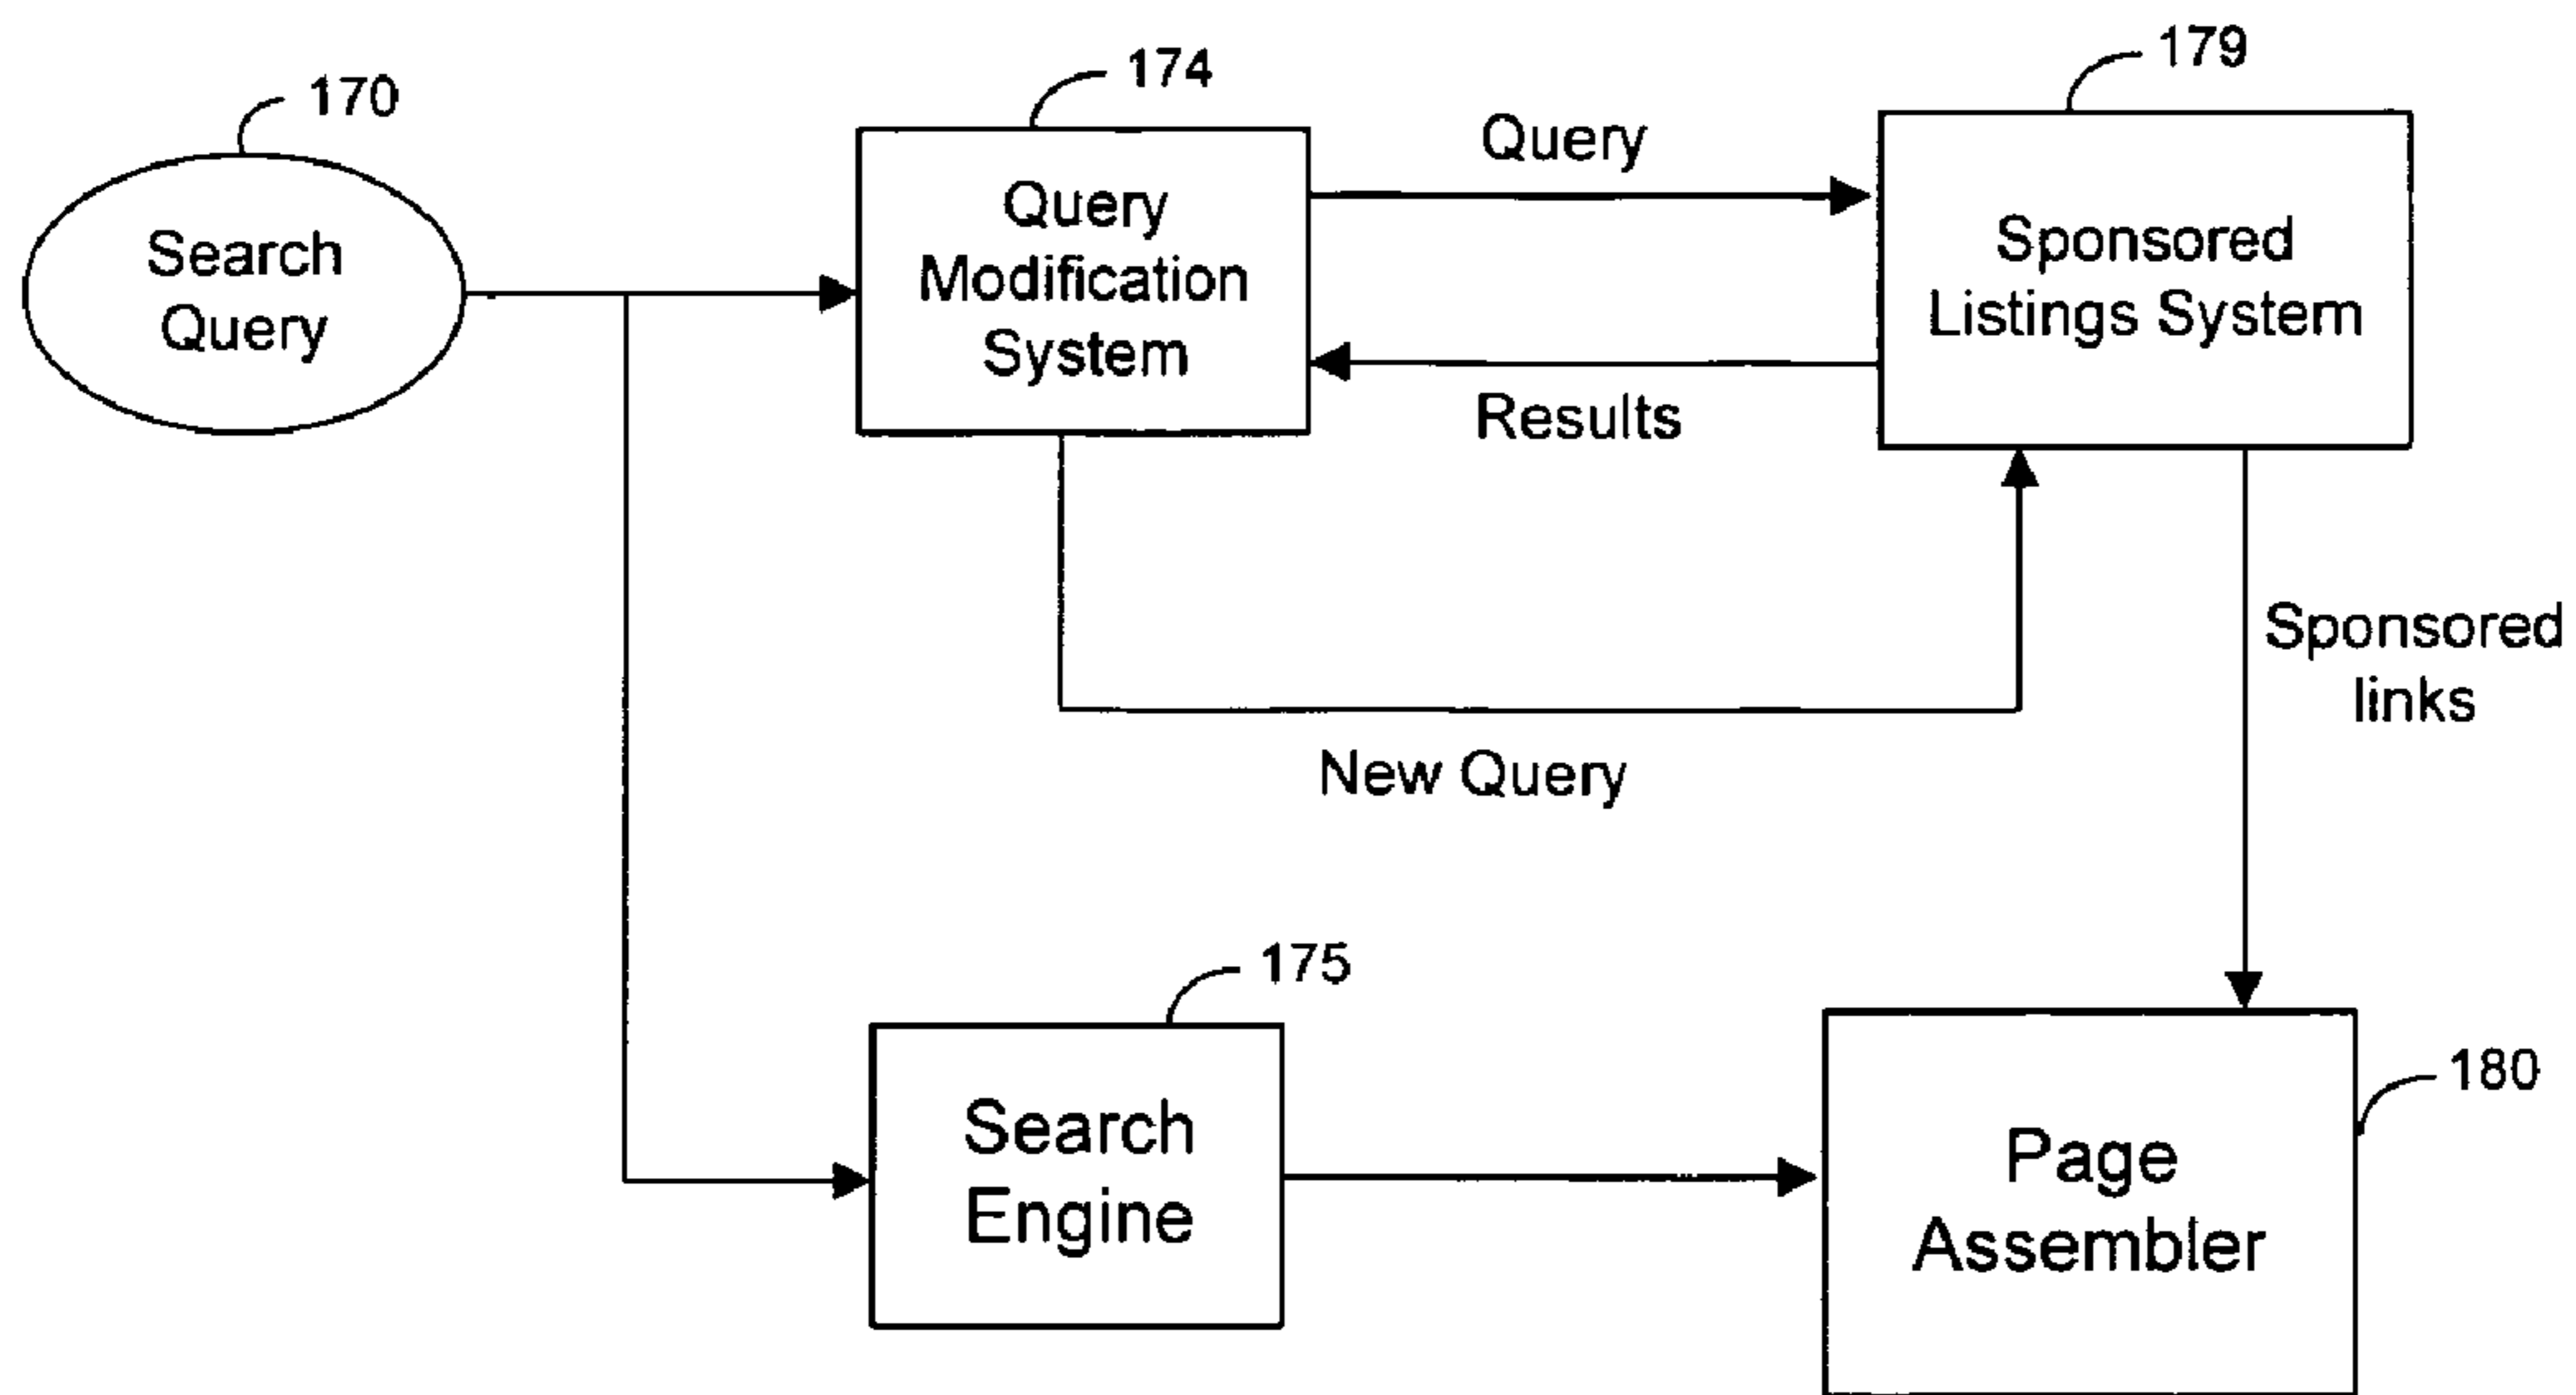 170
Search
Query
174
Query
Modification
System
Query
Results
179
Sponsored
Listings System
New Query
Sponsored
links
175
Search
Engine
180
Page
Assembler